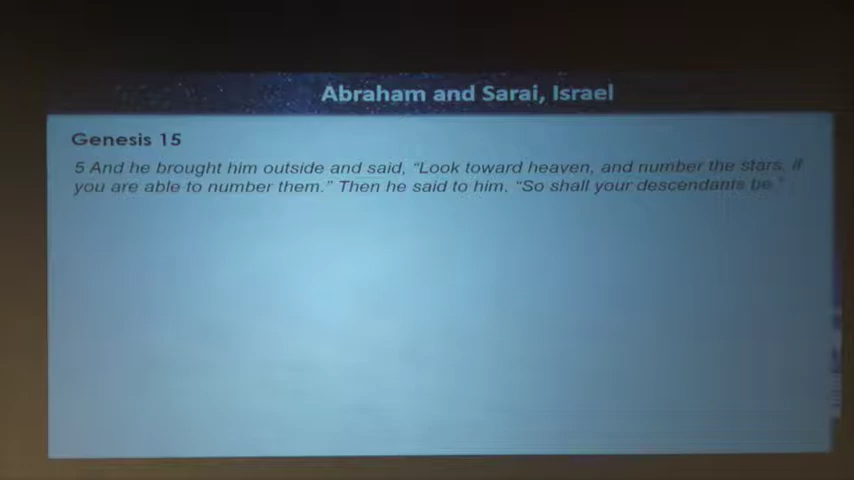 Abraham and Sarai, Israel
Genesis 15
5 And he brought him outside and said, “Look toward heaven, and number the stars, if
you are able to number them.” Then he said to him, “So shall your descendants be.”